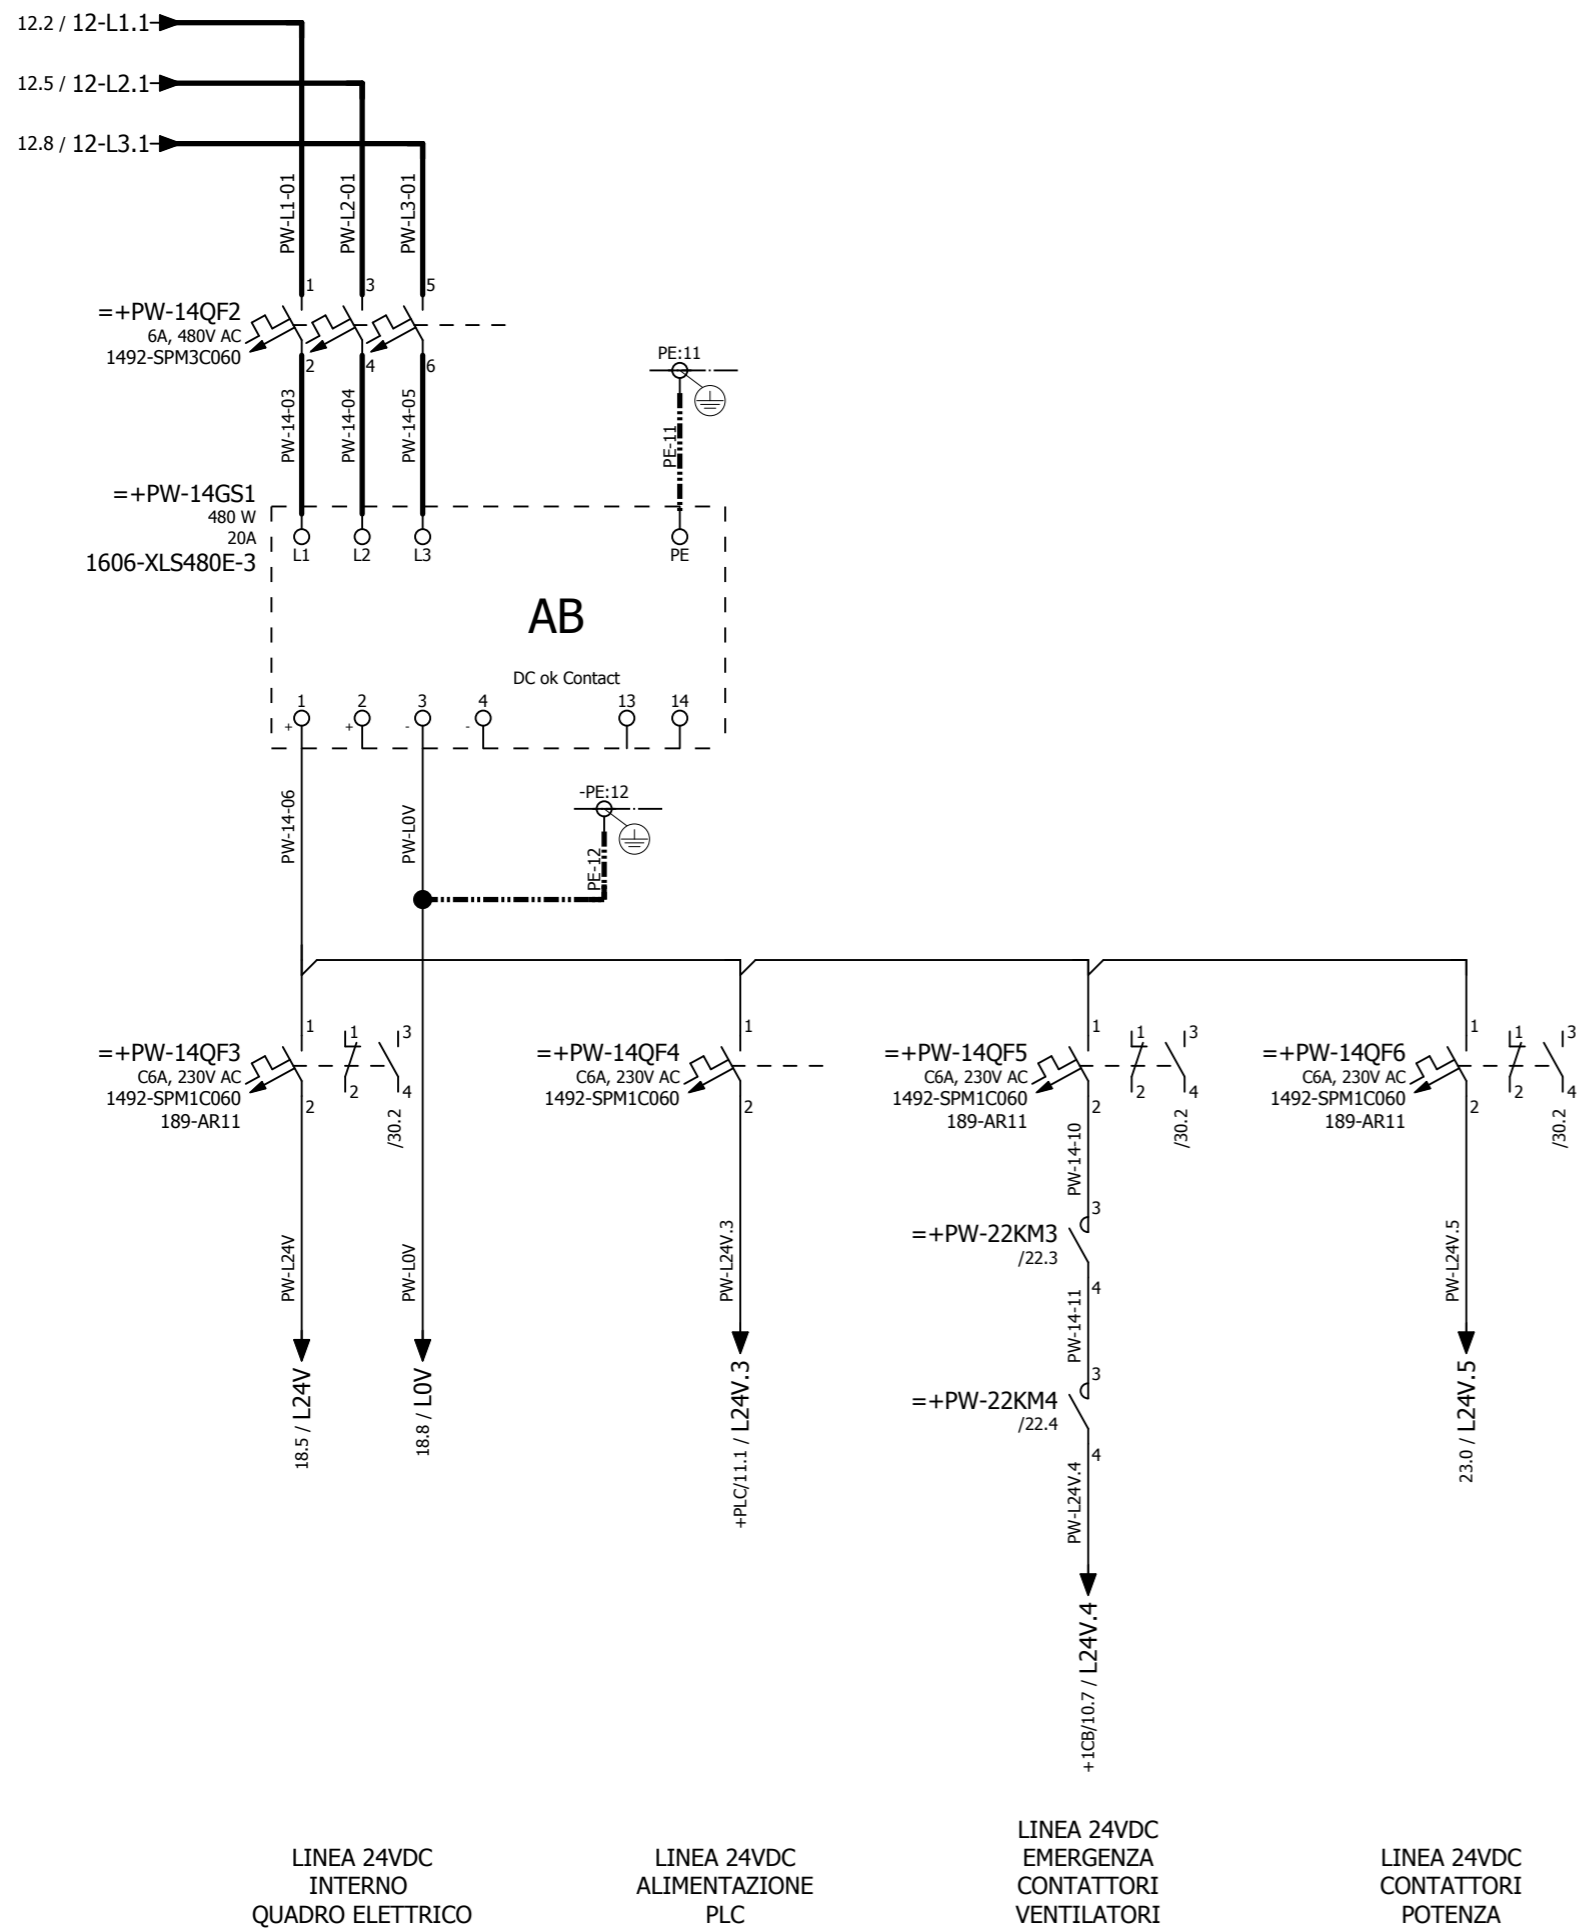 12.2 / 12-L1.1
12.5 / 12-L2.1
12.8 / 12-L3.1
PW-L1-01
PW-L2-01
PW-L3-01
1
3
5
=+PW-14QF2
6A, 480V AC
1492-SPM3C060
2
4
6
PW-14-03
PW-14-04
PW-14-05
PE:11
PE-11
=+PW-14GS1
480 W
20A
1606-XLS480E-3
L1
L2
L3
PE
AB
DC ok Contact
1
2
3
4
13
14
+
+
-
-
PW-14-06
PW-L0V
-PE:12
PE-12
=+PW-14QF3
C6A, 230V AC
1492-SPM1C060
189-AR11
1
2
1
2
3
4
/30.2
=+PW-14QF4
C6A, 230V AC
1492-SPM1C060
1
2
=+PW-14QF5
C6A, 230V AC
1492-SPM1C060
189-AR11
1
2
1
2
3
4
/30.2
=+PW-14QF6
C6A, 230V AC
1492-SPM1C060
189-AR11
1
2
1
2
3
4
/30.2
PW-14-10
=+PW-22KM3
/22.3
3
4
PW-14-11
=+PW-22KM4
/22.4
3
4
PW-L24V
PW-L0V
PW-L24V.3
PW-L24V.4
PW-L24V.5
18.5 / L24V
18.8 / L0V
+PLC/11.1 / L24V.3
+1CB/10.7 / L24V.4
23.0 / L24V.5
LINEA 24VDC
INTERNO
QUADRO ELETTRICO
LINEA 24VDC
ALIMENTAZIONE
PLC
LINEA 24VDC
EMERGENZA
CONTATTORI
VENTILATORI
LINEA 24VDC
CONTATTORI
POTENZA